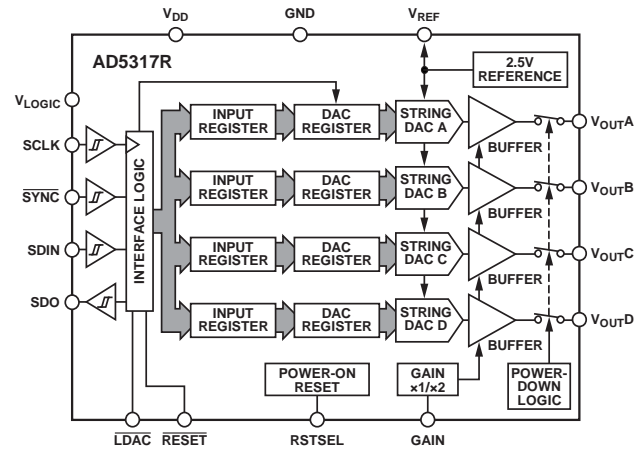 VDD
GND
VREF
AD5317R
2.5V
REFERENCE
VLOGIC
SCLK
SYNC
SDIN
SDO
INTERFACE LOGIC
INPUT
REGISTER
DAC
REGISTER
STRING
DAC A
BUFFER
VOUTA
INPUT
REGISTER
DAC
REGISTER
STRING
DAC B
BUFFER
VOUTB
INPUT
REGISTER
DAC
REGISTER
STRING
DAC C
BUFFER
VOUTC
INPUT
REGISTER
DAC
REGISTER
STRING
DAC D
BUFFER
VOUTD
POWER-ON
RESET
GAIN
×1/×2
POWER-
DOWN
LOGIC
LDAC
RESET
RSTSEL
GAIN